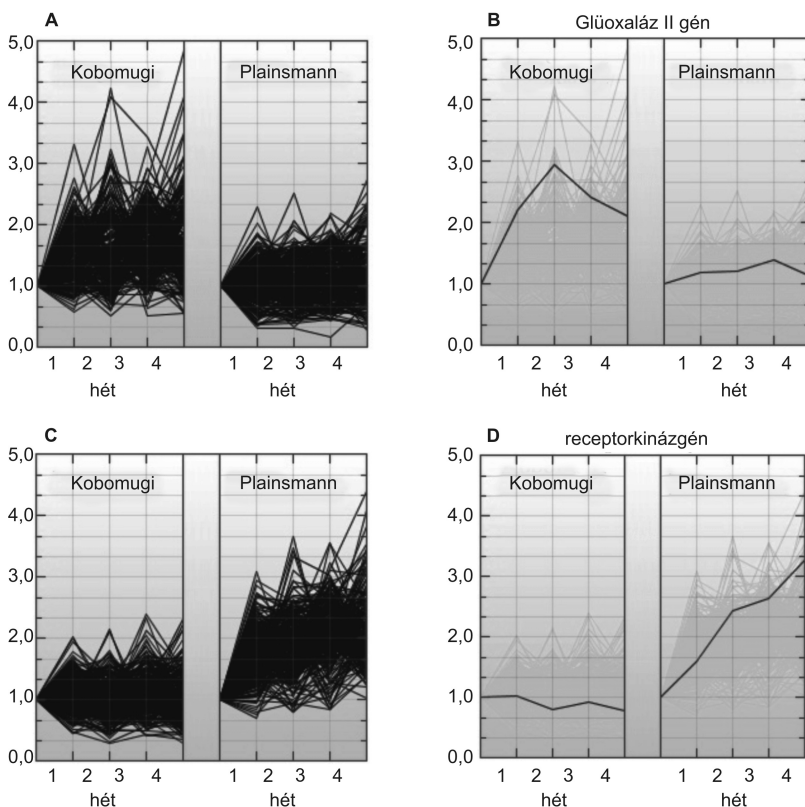 A
5,0
4,0
3,0
2,0
1,0
0,0
Kobomugi
Plainsmann
1 2 3 4
1 2 3 4
hét
hét
B
Glüoxaláz II gén
5,0
4,0
3,0
2,0
1,0
0,0
Kobomugi
Plainsmann
1 2 3 4
1 2 3 4
hét
hét
C
5,0
4,0
3,0
2,0
1,0
0,0
Kobomugi
Plainsmann
1 2 3 4
1 2 3 4
hét
hét
D
receptorkinázgén
5,0
4,0
3,0
2,0
1,0
0,0
Kobomugi
Plainsmann
1 2 3 4
1 2 3 4
hét
hét